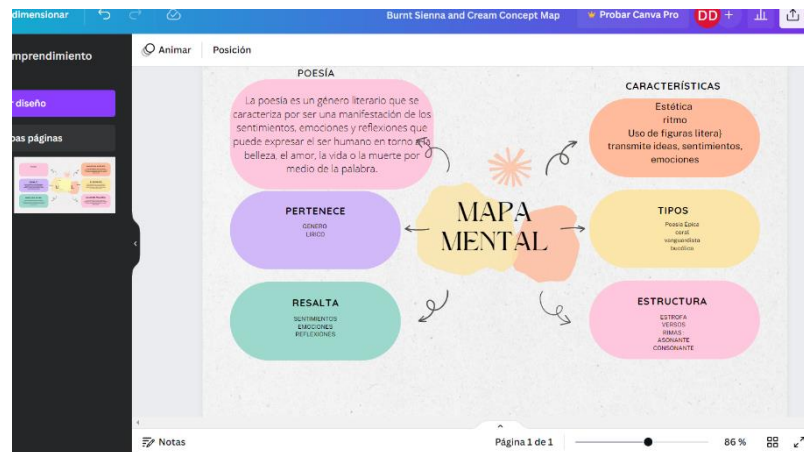 dimensionar
Burnt Sienna and Cream Concept Map
Probar Canva Pro
DD
+
mprendimiento
r diseño
bas páginas
Animar
Posición
POESÍA
La poesía es un género literario que se
caracteriza por ser una manifestación de los
sentimientos, emociones y reflexiones que
puede expresar el ser humano en torno a la
belleza, el amor, la vida o la muerte por
medio de la palabra.
CARACTERÍSTICAS
Estética
ritmo
Uso de figuras litera}
transmite ideas, sentimientos,
emociones
PERTENECE
GENERO
LIRICO
MAPA
MENTAL
TIPOS
Poesia Épica
coral
vanguardista
bucólica
RESALTA
SENTIMIENTOS
EMOCIONES
REFLEXIONES
ESTRUCTURA
ESTROFA
VERSOS
RIMAS
ASONANTE
CONSONANTE
Notas
Página 1 de 1
86 %